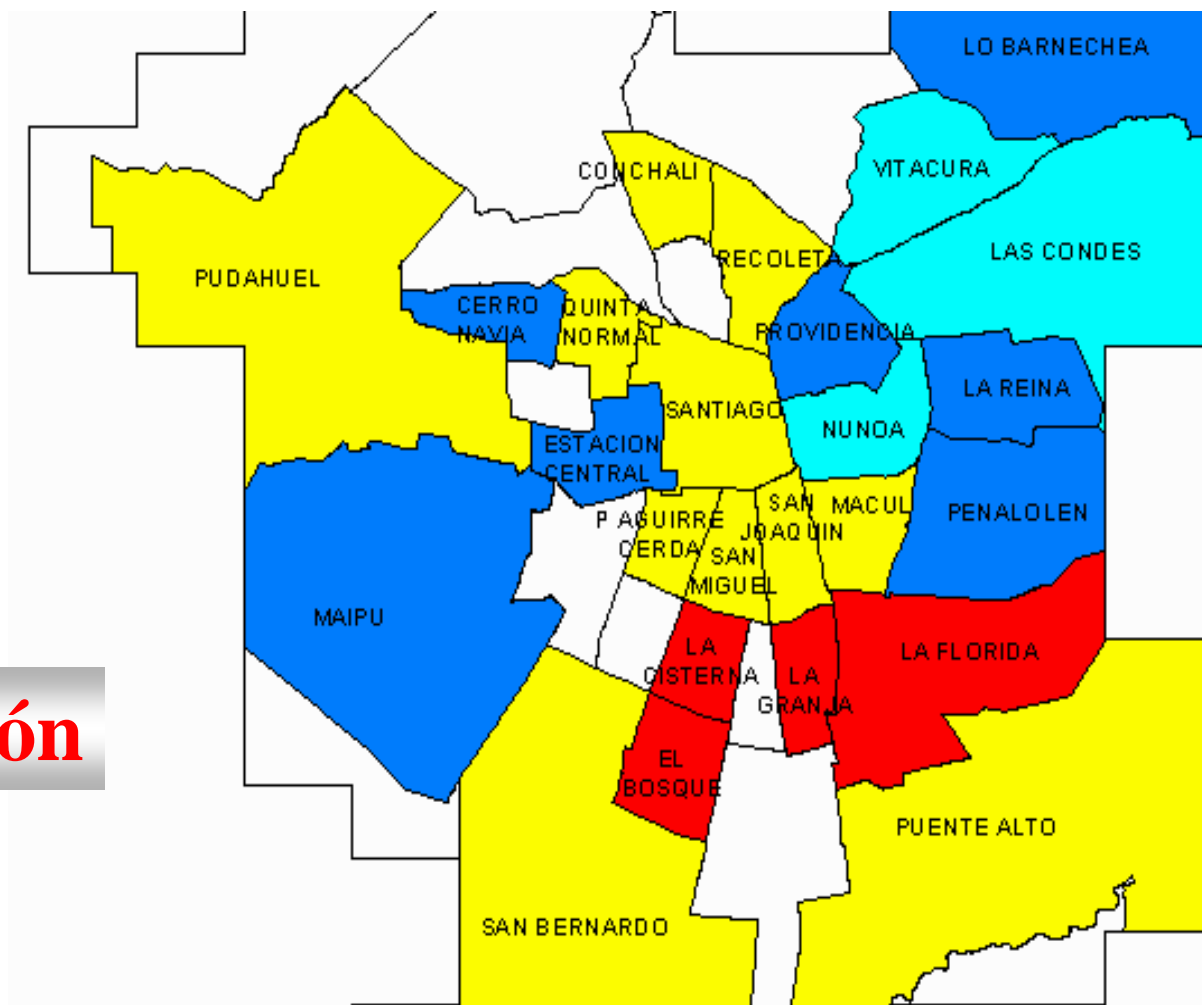 LO BARNECHEA
CONCHALI
VITACURA
RECOLETA
LAS CONDES
PUDAHUEL
CERRO
NAVIA
QUINTA
NORMAL
PROVIDENCIA
LA REINA
SANTIAGO
NUNOA
ESTACION
CENTRAL
P AGUIRRE
CERDA
SAN
MIGUEL
SAN
JOAQUIN
MACUL
PENALOLEN
MAIPU
LA
CISTERNA
LA
GRANJA
LA FLORIDA
ón
EL
BOSQUE
PUENTE ALTO
SAN BERNARDO